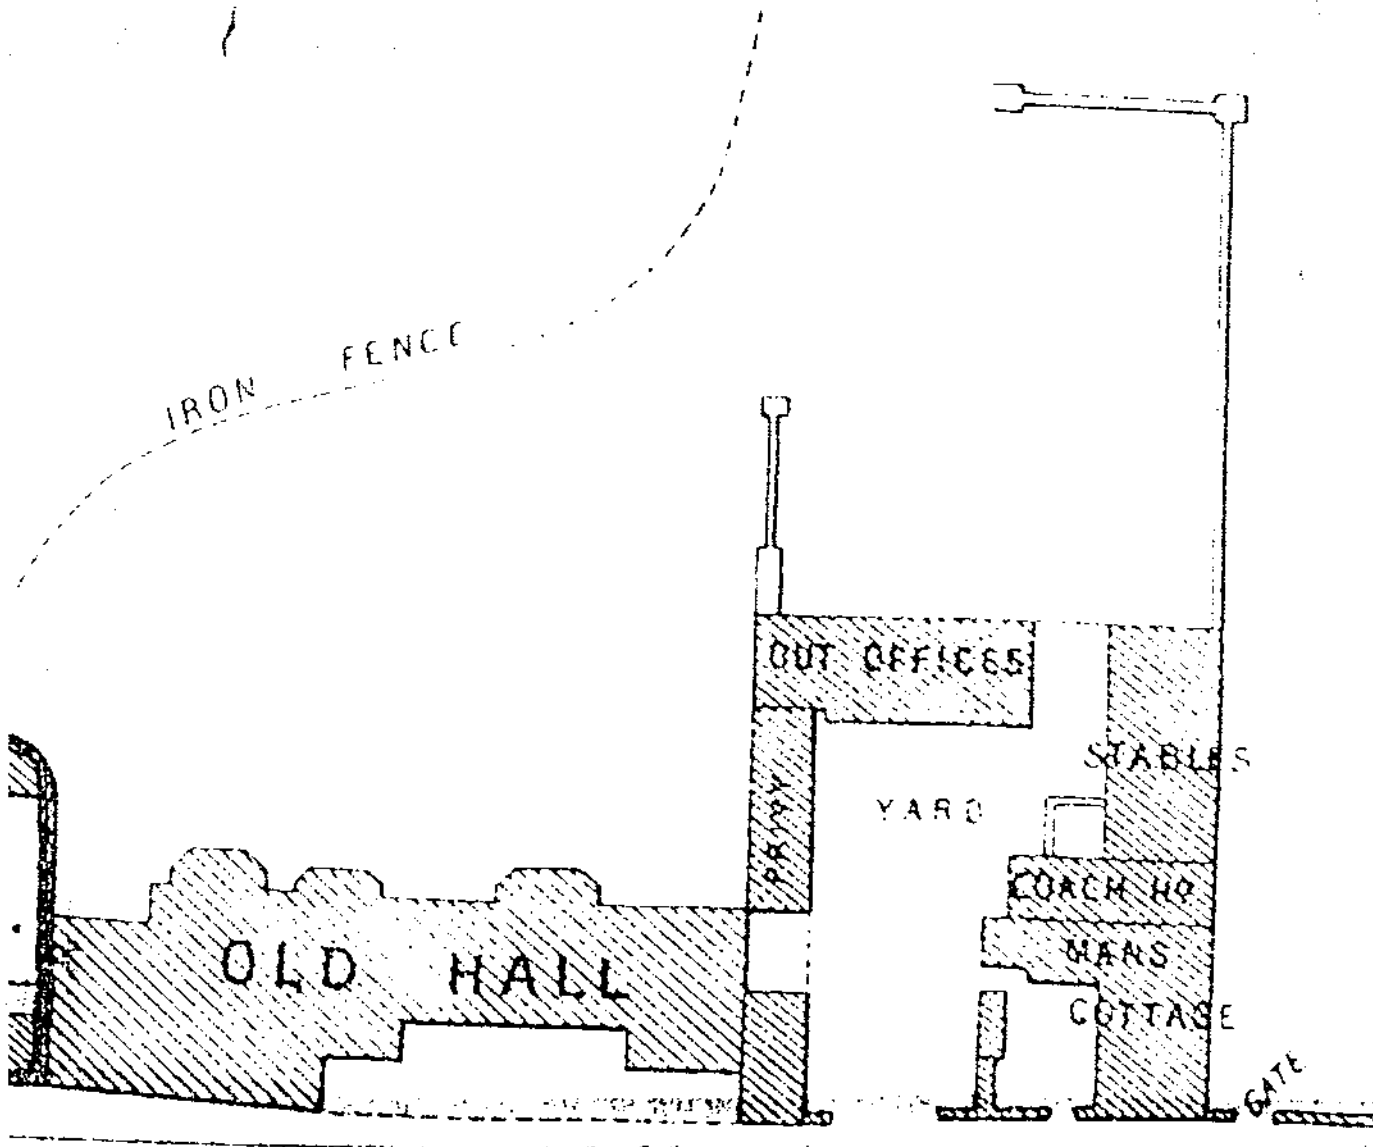 IRON FENCE
OUT OFFICES
STABLES
PRIVY
YARD
COACH HO
OLD HALL
MANS
COTTAGE
GATE